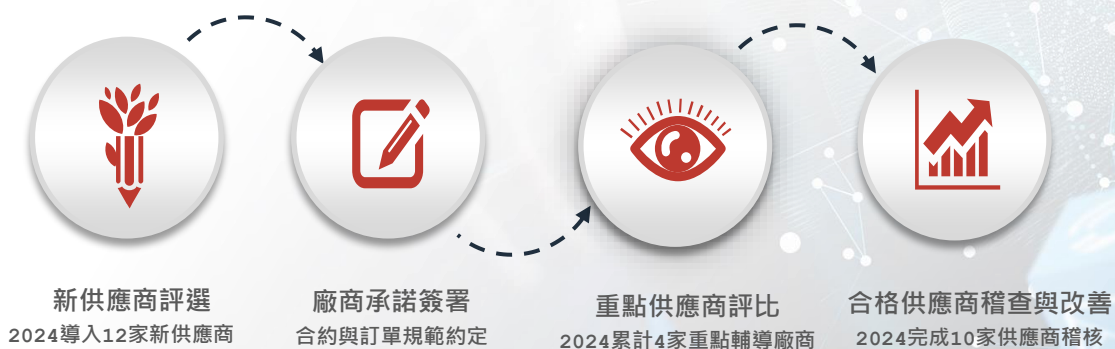 新供應商評選
2024導入12家新供應商
廠商承諾簽署
合約與訂單規範約定
重點供應商評比
2024累計4家重點輔導廠商
合格供應商稽查與改善
2024完成10家供應商稽核